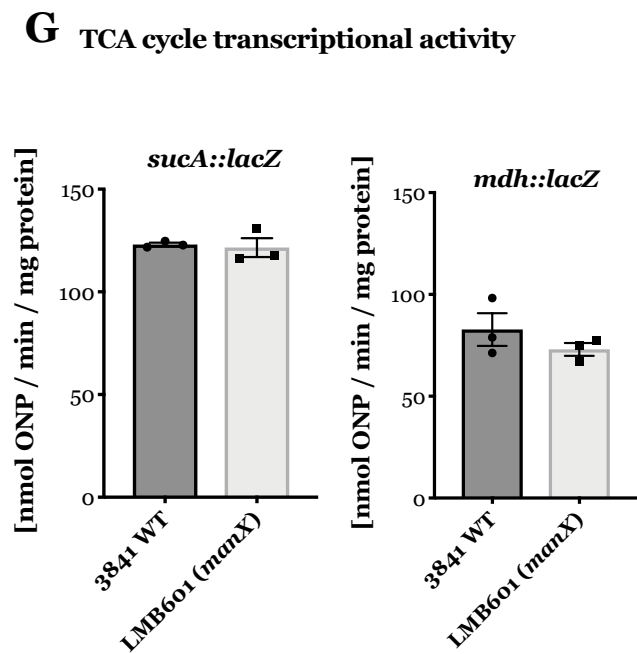 G TCA cycle transcriptional activity
sucA::lacZ
[nmol ONP / min / mg protein]
150
100
50
0
3841 WT
LMB601 (manX)
mdh::lacZ
[nmol ONP / min / mg protein]
150
100
50
0
3841 WT
LMB601 (manX)